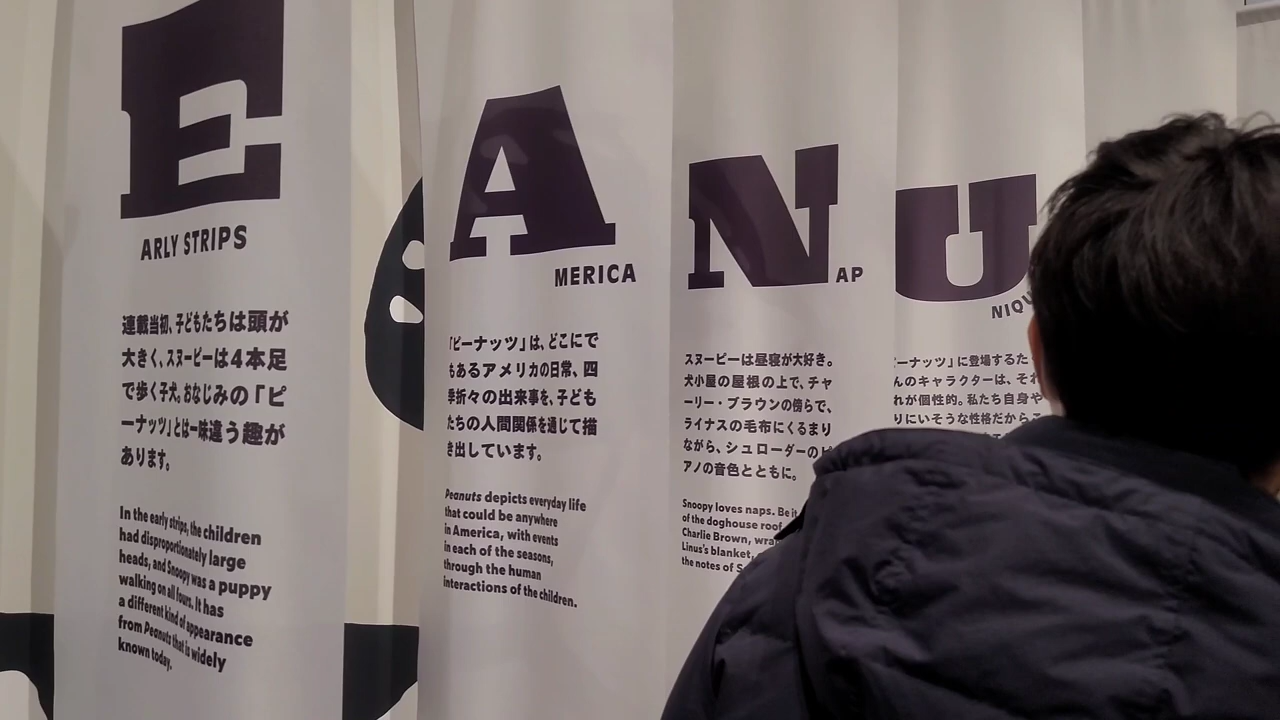 E
ARLY STRIPS
連載当初、子どもたちは頭が
大きく、スヌーピーは4本足
で歩く子犬。おなじみの「ピ
ーナッツ」とは一味違う趣が
あります。
In the early strips, the children
had disproportionately large
heads, and Snoopy was a puppy
walking on all fours. It has
a different kind of appearance
from Peanuts that is widely
known today.
A
MERICA
「ピーナッツ」は、どこにで
もあるアメリカの日常、四
季折々の出来事を、子ども
たちの人間関係を通じて描
き出しています。
Peanuts depicts everyday life
that could be anywhere
in America, with events
in each of the seasons,
through the human
interactions of the children.
N
AP
スヌーピーは昼寝が大好き。
犬小屋の屋根の上で、チャ
ーリー・ブラウンの傍らで、
ライナスの毛布にくるまり
ながら、シュローダーのピ
アノの音色とともに。
Snoopy loves naps. Be it
of the doghouse roof
Charlie Brown,
Linus's blanket,
the notes of
U
NIQU
ーナッツ」に登場するた
んのキャラクターは、それ
れが個性的。私たち自身や
りにいそうな性格だからこ